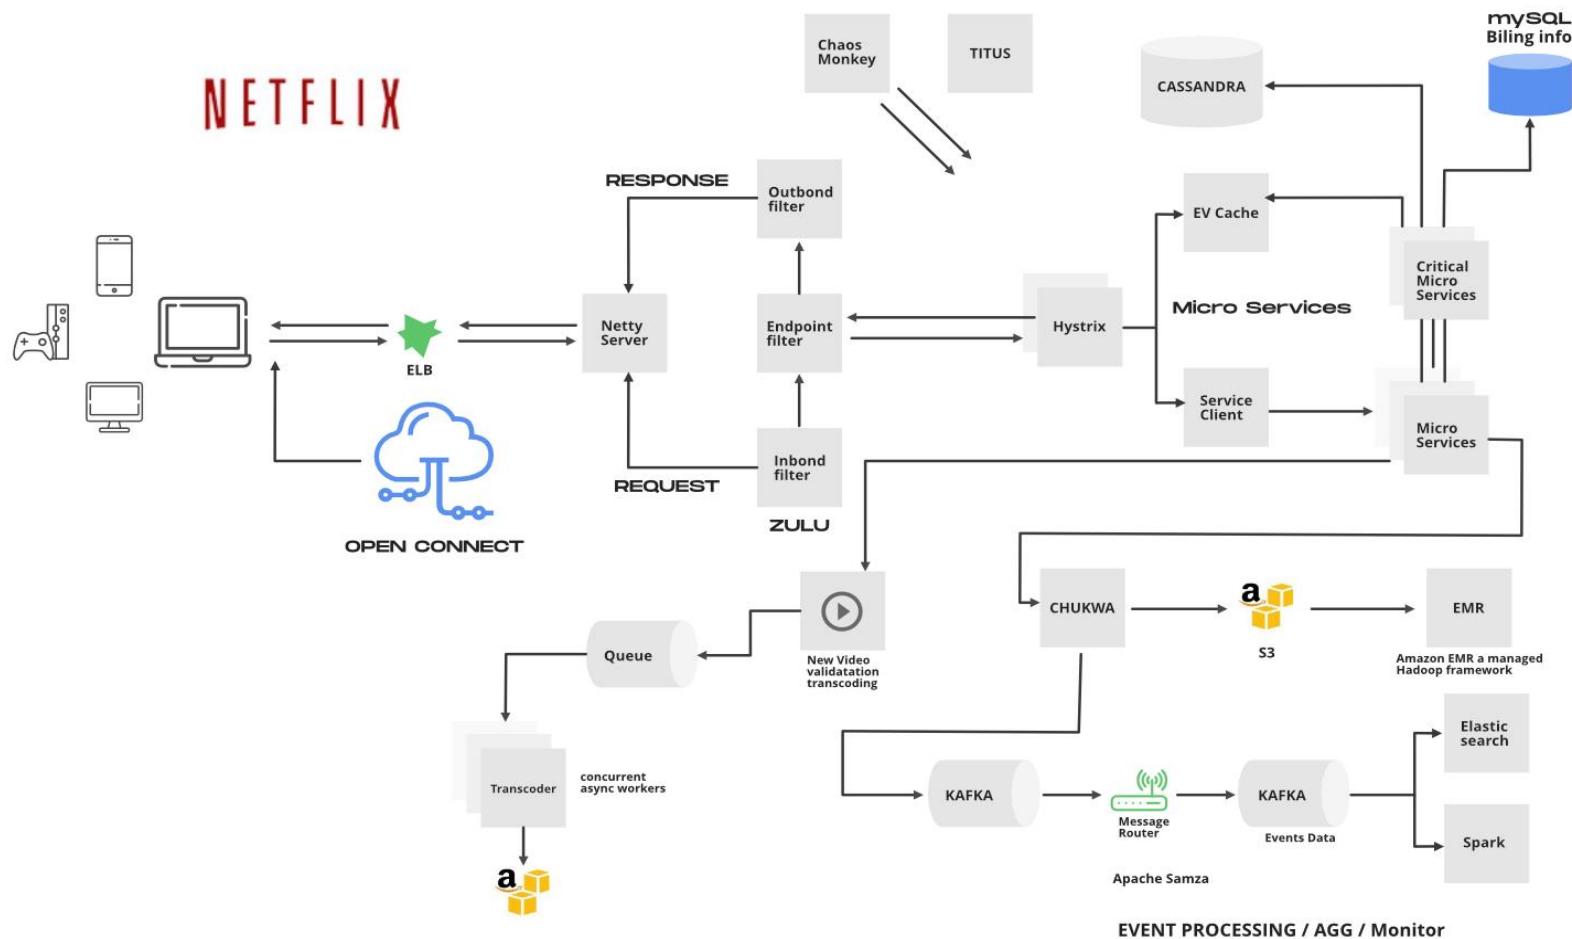 NETFLIX
Chaos
Monkey
TITUS
mySQL
Biling info
CASSANDRA
RESPONSE
Outbond
filter
EV Cache
Critical
Micro
Services
Netty
Server
Endpoint
filter
Hystrix
Micro Services
ELB
Service
Client
Micro
Services
Inbond
filter
REQUEST
ZULU
OPEN CONNECT
New Video
validatation
transcoding
Queue
CHUKWA
a
S3
EMR
Amazon EMR a managed
Hadoop framework
Transcoder
concurrent
async workers
a
KAFKA
Message
Router
KAFKA
Events Data
Elastic
search
Spark
Apache Samza
EVENT PROCESSING / AGG / Monitor